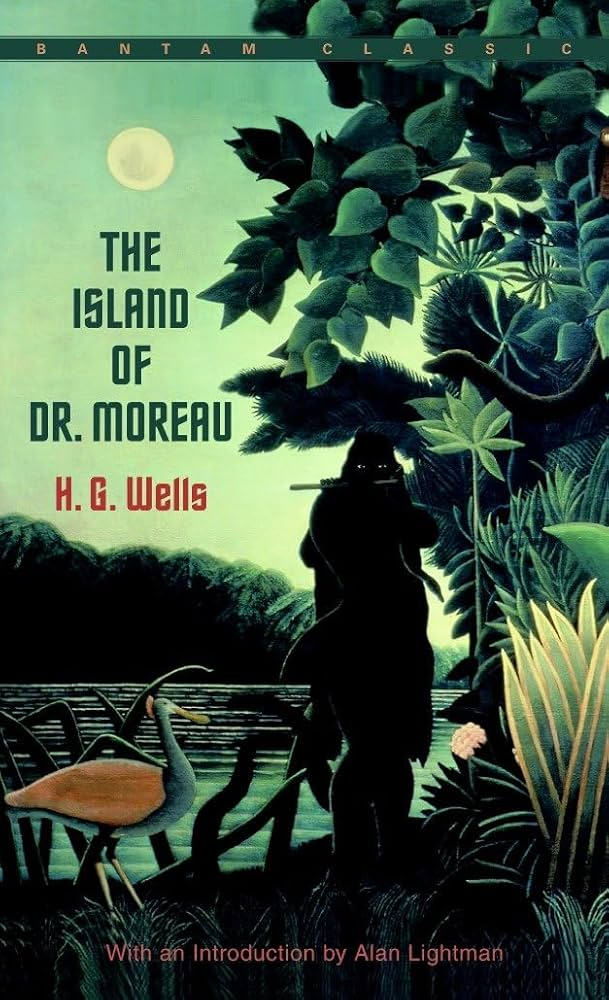 BANTAM CLASSIC
THE
ISLAND
OF
DR. MOREAU
H. G. Wells
With an Introduction by Alan Lightman